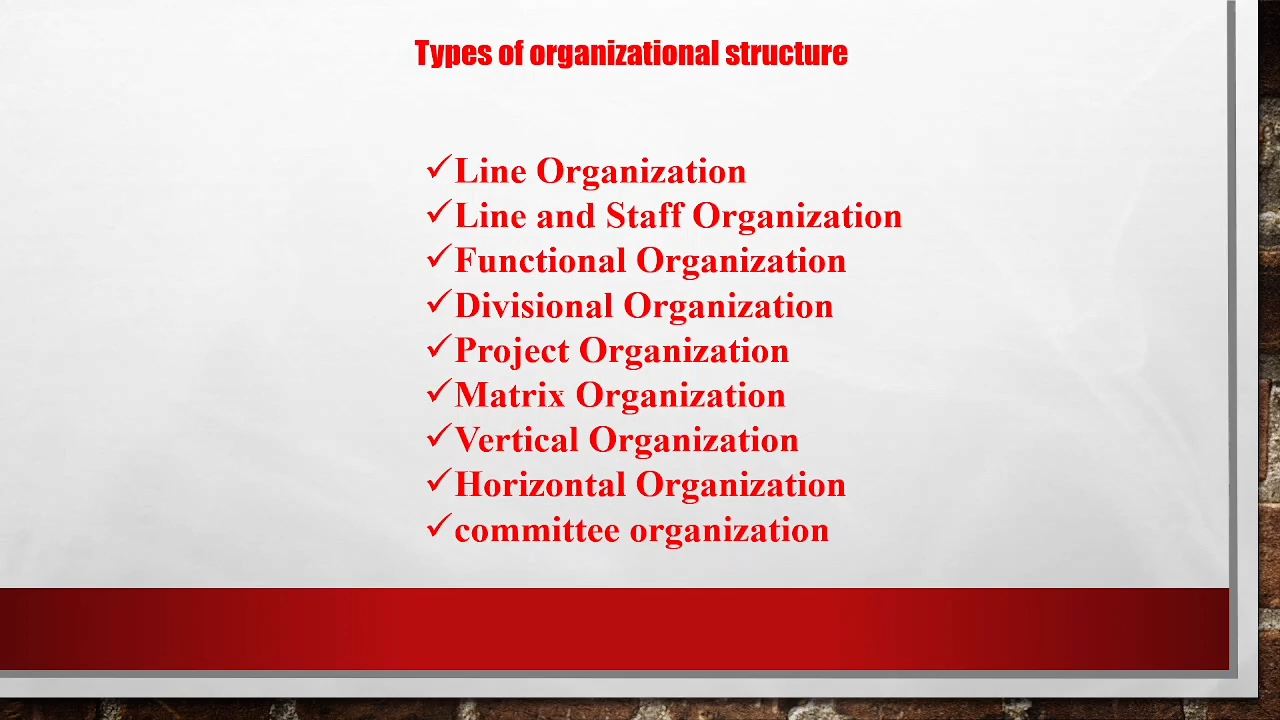 Types of organizational structure
✓Line Organization
✓Line and Staff Organization
✓Functional Organization
✓Divisional Organization
✓Project Organization
✓Matrix Organization
✓Vertical Organization
✓Horizontal Organization
✓committee organization